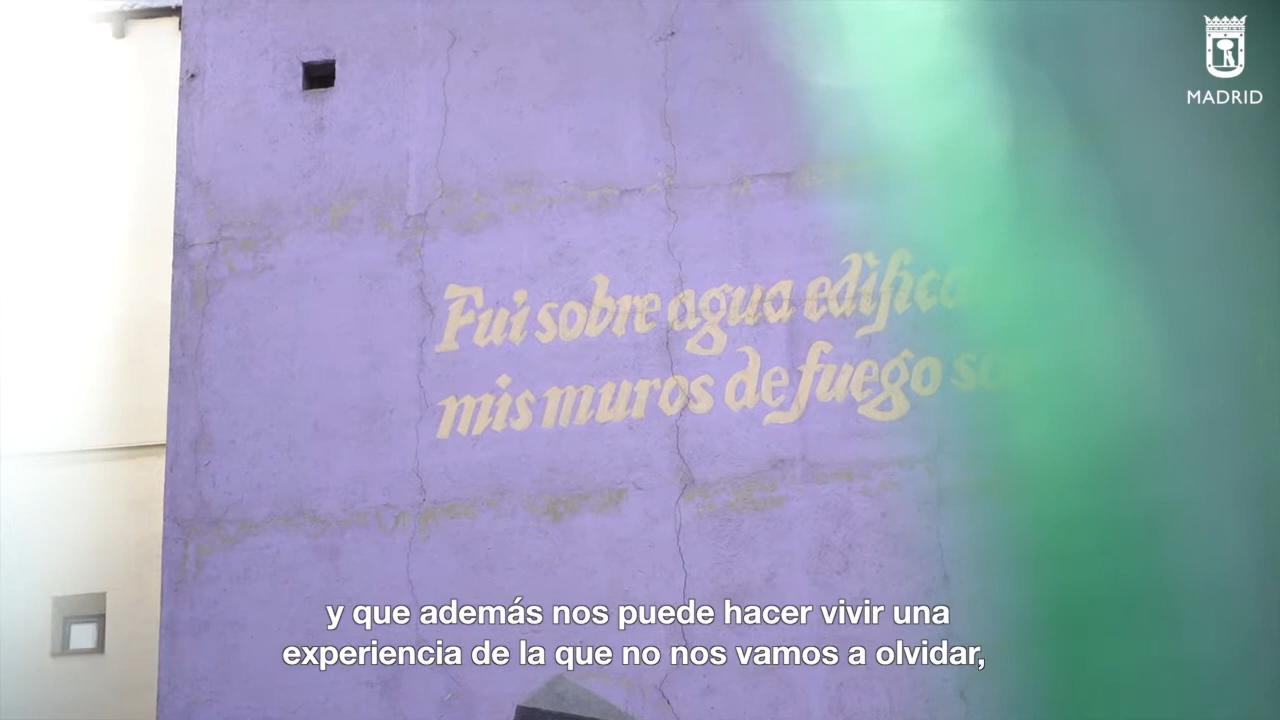 MADRID
Fui sobre agua edifica
mis muros de fuego so
y que además nos puede hacer vivir una
experiencia de la que no nos vamos a olvidar,